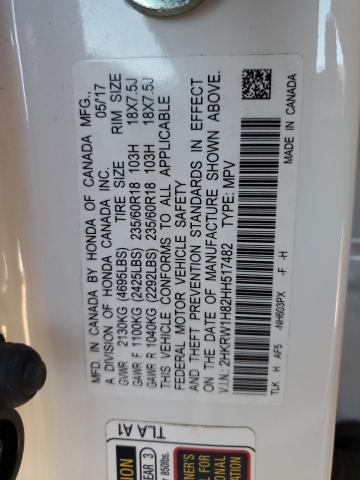 MFD. IN CANADA BY HONDA OF CANADA MFG.,
A DIVISION OF HONDA CANADA INC. 05/17
GVWR 2130KG (4695LBS) TIRE SIZE RIM SIZE
GAWR F 1100KG (2425LBS) 235/60R18 103H 18X7.5J
GAWR R 1040KG (2292LBS) 235/60R18 103H 18X7.5J
THIS VEHICLE CONFORMS TO ALL APPLICABLE
FEDERAL MOTOR VEHICLE SAFETY
AND THEFT PREVENTION STANDARDS IN EFFECT
ON THE DATE OF MANUFACTURE SHOWN ABOVE.
V.I.N.: 2HKRW1H82HH517482 TYPE: MPV
TLK H AF5 -NH603PX -F -H
MADE IN CANADA
TLA A1